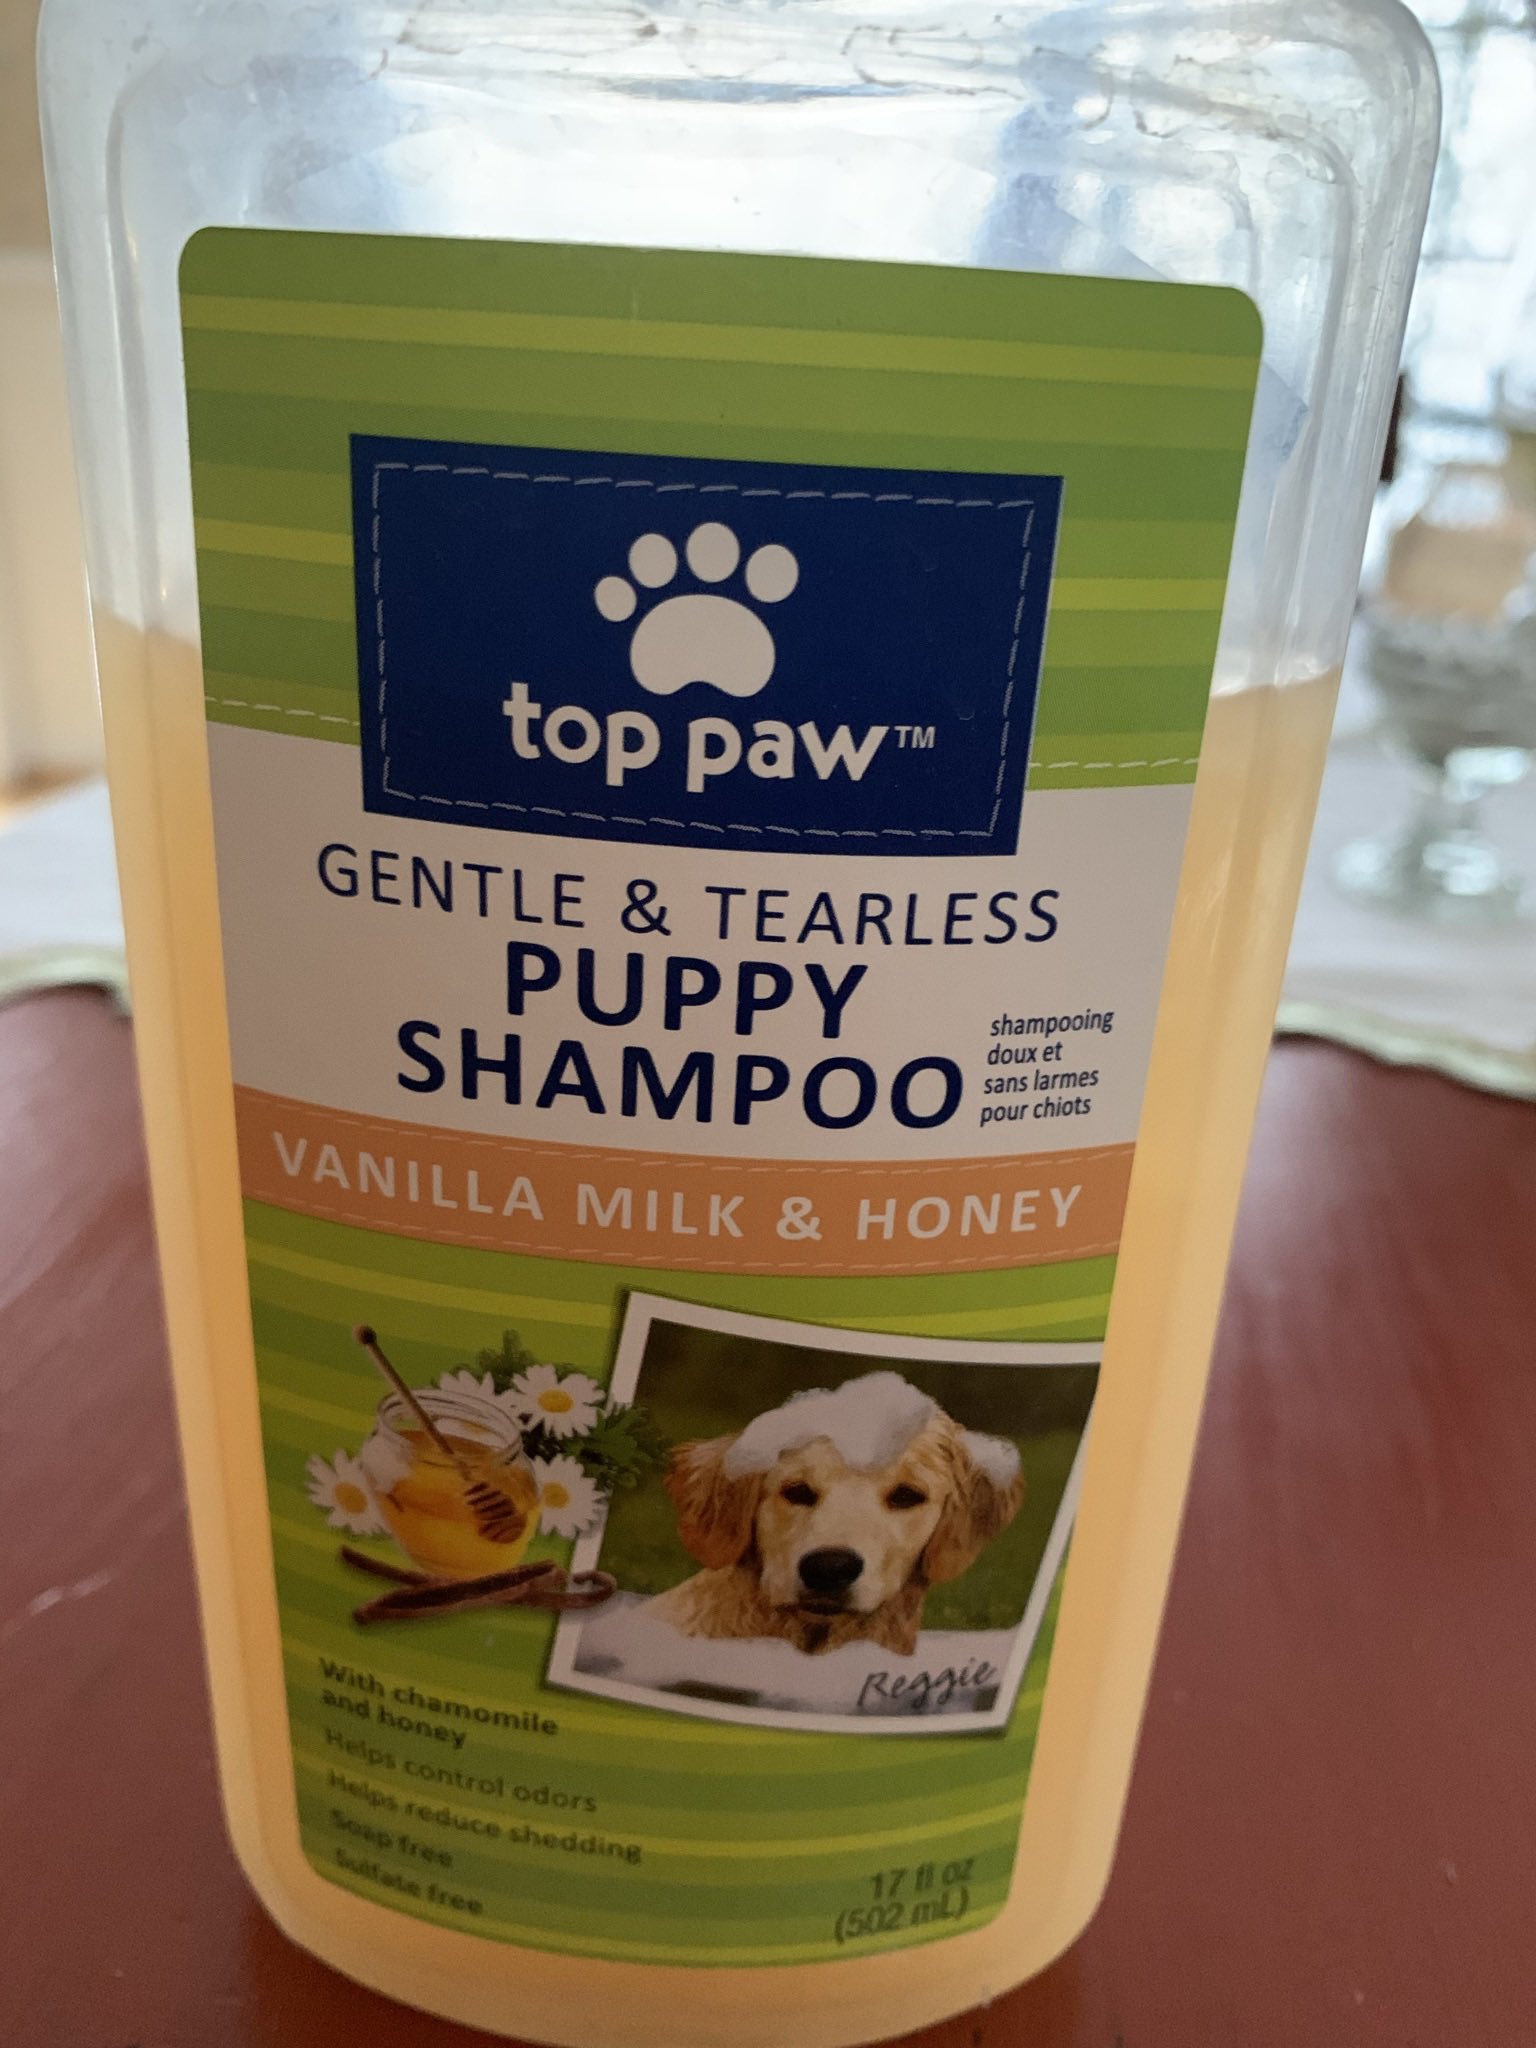 top paw™
GENTLE & TEARLESS
PUPPY
SHAMPOO
shampooing
doux et
sans larmes
pour chiots
VANILLA MILK & HONEY
Reggie
With chamomile
and honey
Helps control odors
Helps reduce shedding
Soap free
Sulfate free
17 fl oz
(502 mL)